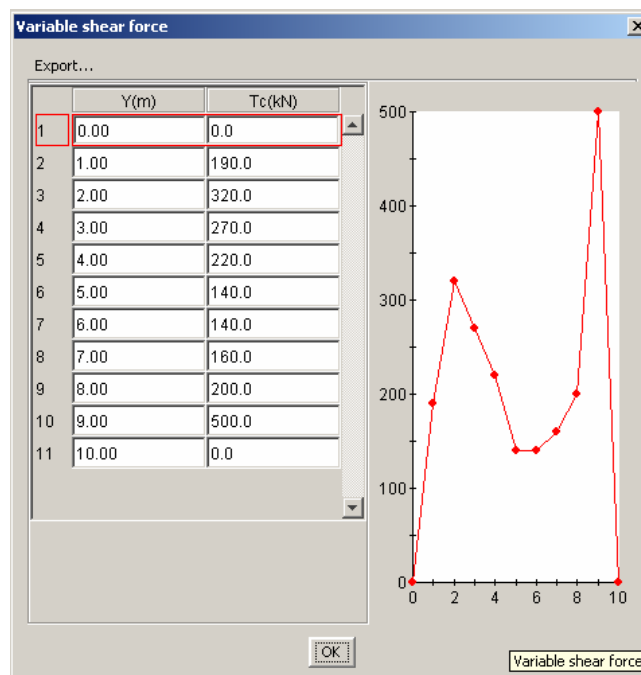 Variable shear force
Export...
Y(m) Tc(kN)
1 0.00 0.0
2 1.00 190.0
3 2.00 320.0
4 3.00 270.0
5 4.00 220.0
6 5.00 140.0
7 6.00 140.0
8 7.00 160.0
9 8.00 200.0
10 9.00 500.0
11 10.00 0.0
500
400
300
200
100
0
0 2 4 6 8 10
OK
Variable shear force